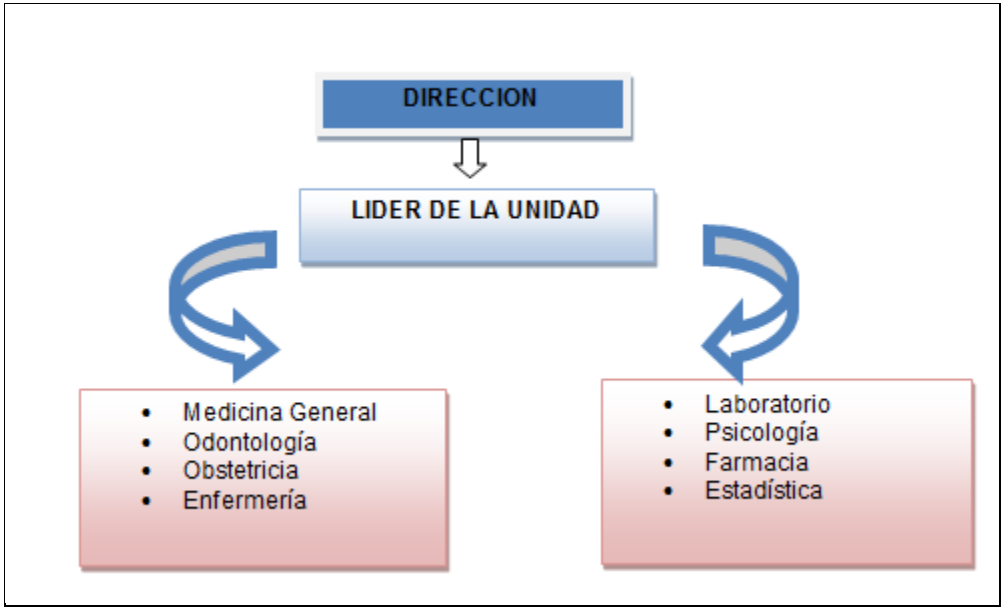 DIRECCION
LIDER DE LA UNIDAD
• Medicina General
• Odontología
• Obstetricia
• Enfermería
• Laboratorio
• Psicología
• Farmacia
• Estadística